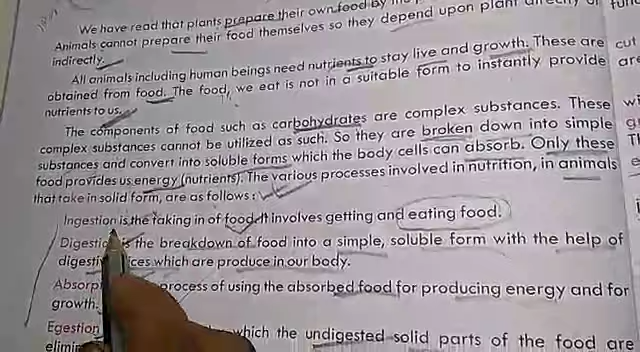 We have read that plants prepare their own food by
Animals cannot prepare their food themselves so they depend upon plant directly or
indirectly.
All animals including human beings need nutrients to stay live and growth. These are
obtained from food. The food, we eat is not in a suitable form to instantly provide
nutrients to us.
The components of food such as carbohydrates are complex substances. These
complex substances cannot be utilized as such. So they are broken down into simple
substances and convert into soluble forms which the body cells can absorb. Only these
food provides us energy (nutrients). The various processes involved in nutrition, in animals
that take in solid form, are as follows:
Ingestion is the taking in of food. It involves getting and eating food.
is the breakdown of food into a simple, soluble form with the help of
which are produce in our body.
process of using the absorbed food for producing energy and for
growth.
Egestion which the undigested solid parts of the food are
cut
are